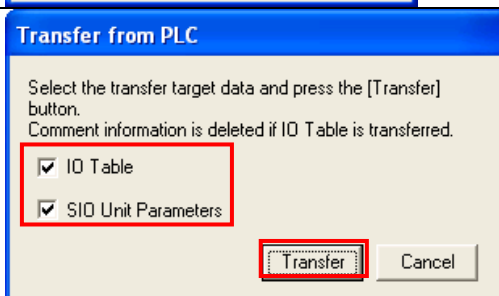 Transfer from PLC
Select the transfer target data and press the [Transfer]
button.
Comment information is deleted if IO Table is transferred.
IO Table
SIO Unit Parameters
Transfer Cancel